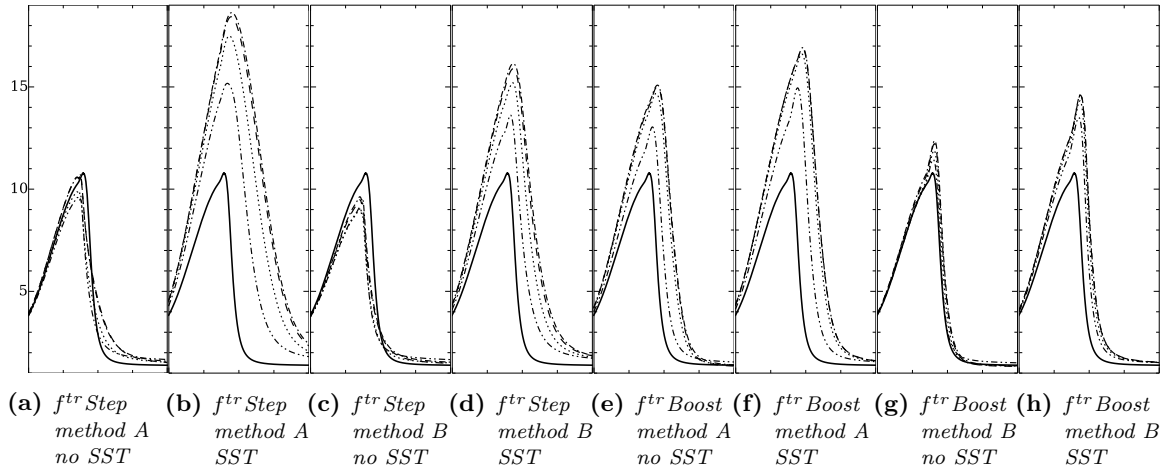 15
10
5
(a) f^{tr} Step
method A
no SST
(b) f^{tr} Step
method A
SST
(c) f^{tr} Step
method B
no SST
(d) f^{tr} Step
method B
SST
(e) f^{tr} Boost
method A
no SST
(f) f^{tr} Boost
method A
SST
(g) f^{tr} Boost
method B
no SST
(h) f^{tr} Boost
method B
SST